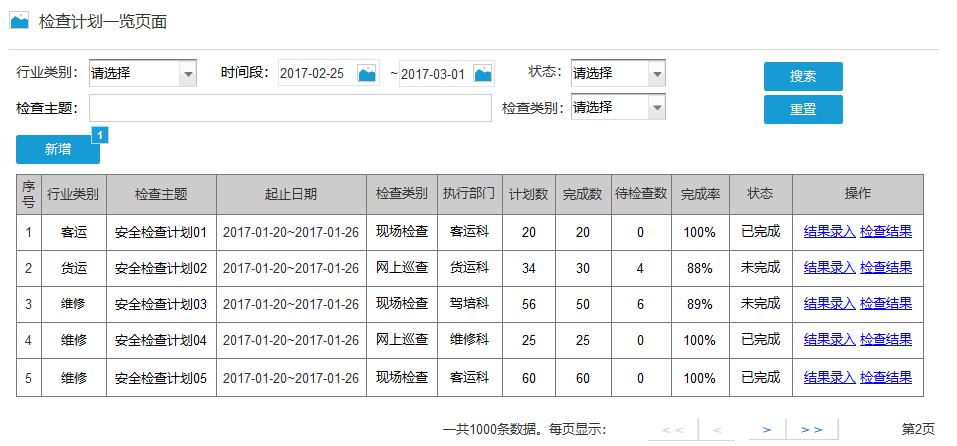 检查计划一览页面
行业类别： 请选择 时间段： 2017-02-25 ~ 2017-03-01 状态： 请选择 搜索
检查主题： 检查类别： 请选择 重置
新增 1
序号 行业类别 检查主题 起止日期 检查类别 执行部门 计划数 完成数 待检查数 完成率 状态 操作
1 客运 安全检查计划01 2017-01-20~2017-01-26 现场检查 客运科 20 20 0 100% 已完成 结果录入 检查结果
2 货运 安全检查计划02 2017-01-20~2017-01-26 网上巡查 货运科 34 30 4 88% 未完成 结果录入 检查结果
3 维修 安全检查计划03 2017-01-20~2017-01-26 现场检查 驾培科 56 50 6 89% 未完成 结果录入 检查结果
4 维修 安全检查计划04 2017-01-20~2017-01-26 网上巡查 维修科 25 25 0 100% 已完成 结果录入 检查结果
5 维修 安全检查计划05 2017-01-20~2017-01-26 现场检查 客运科 60 60 0 100% 已完成 结果录入 检查结果
一共1000条数据。每页显示： << < > >> 第2页